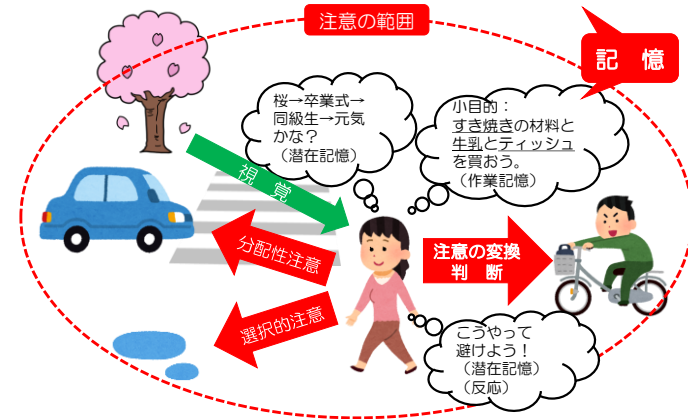 注意の範囲
記 憶
桜→卒業式→
同級生→元気
かな？
（潜在記憶）
小目的：
すき焼きの材料と
牛乳とティッシュ
を買おう。
（作業記憶）
視 覚
分配性注意
注意の変換
判 断
選択的注意
こうやって
避けよう！
（潜在記憶）
（反応）